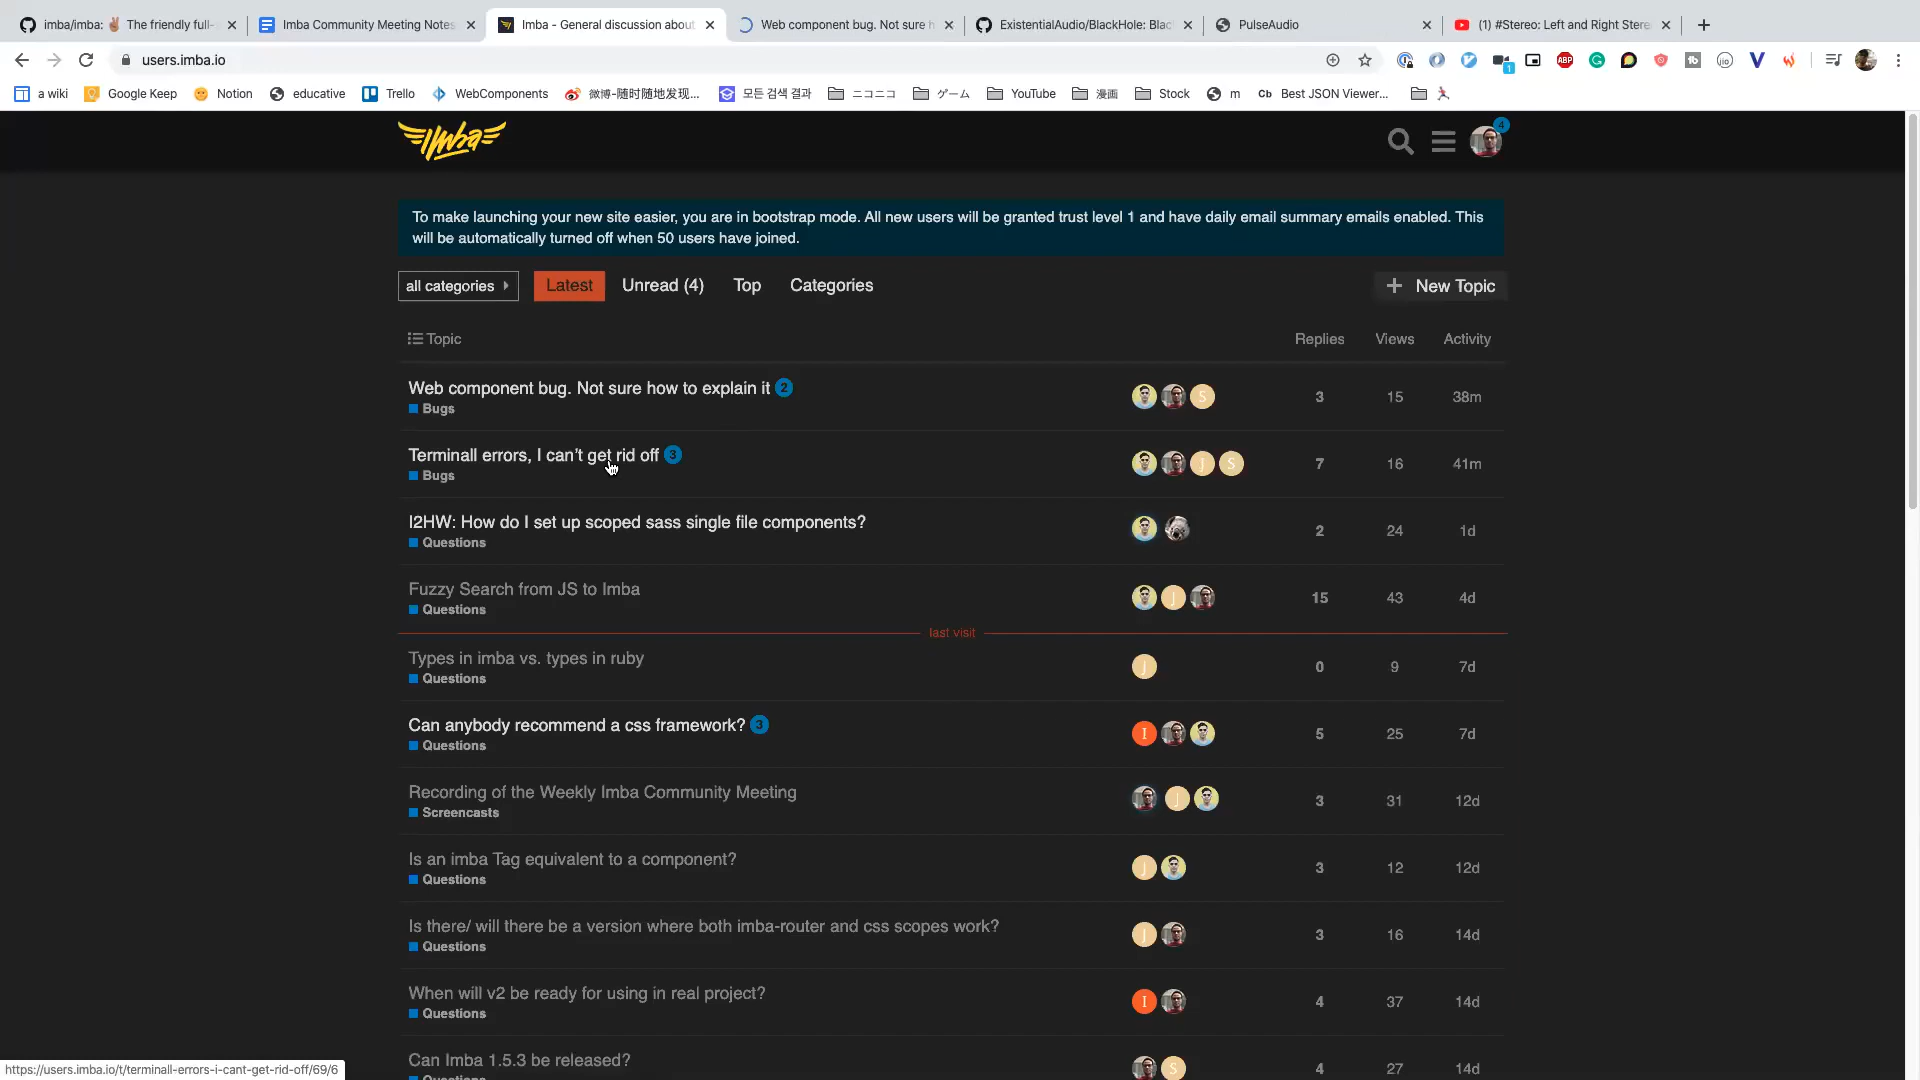 imba/imba: ✌🏽 The friendly full-
Imba Community Meeting Notes
Imba - General discussion about
Web component bug. Not sure h
ExistentialAudio/BlackHole: Blac
PulseAudio
(1) #Stereo: Left and Right Stere
users.imba.io
ABP
1
a wiki
Google Keep
Notion
educative
Trello
WebComponents
微博-随时随地发现...
모든 검색 결과
ニコニコ
ゲーム
YouTube
漫画
Stock
m
Cb
Best JSON Viewer...
Imba
4
To make launching your new site easier, you are in bootstrap mode. All new users will be granted trust level 1 and have daily email summary emails enabled. This
will be automatically turned off when 50 users have joined.
all categories
Latest
Unread (4)
Top
Categories
New Topic
Topic
Replies
Views
Activity
Web component bug. Not sure how to explain it 2
Bugs
S
3
15
38m
Terminall errors, I can't get rid off 3
Bugs
J
S
7
16
41m
I2HW: How do I set up scoped sass single file components?
Questions
2
24
1d
Fuzzy Search from JS to Imba
Questions
J
15
43
4d
last visit
Types in imba vs. types in ruby
Questions
J
0
9
7d
Can anybody recommend a css framework? 3
Questions
I
5
25
7d
Recording of the Weekly Imba Community Meeting
Screencasts
J
3
31
12d
Is an imba Tag equivalent to a component?
Questions
J
3
12
12d
Is there/ will there be a version where both imba-router and css scopes work?
Questions
J
3
16
14d
When will v2 be ready for using in real project?
Questions
I
4
37
14d
Can Imba 1.5.3 be released?
Questions
S
4
27
14d
https://users.imba.io/t/terminall-errors-i-cant-get-rid-off/69/6